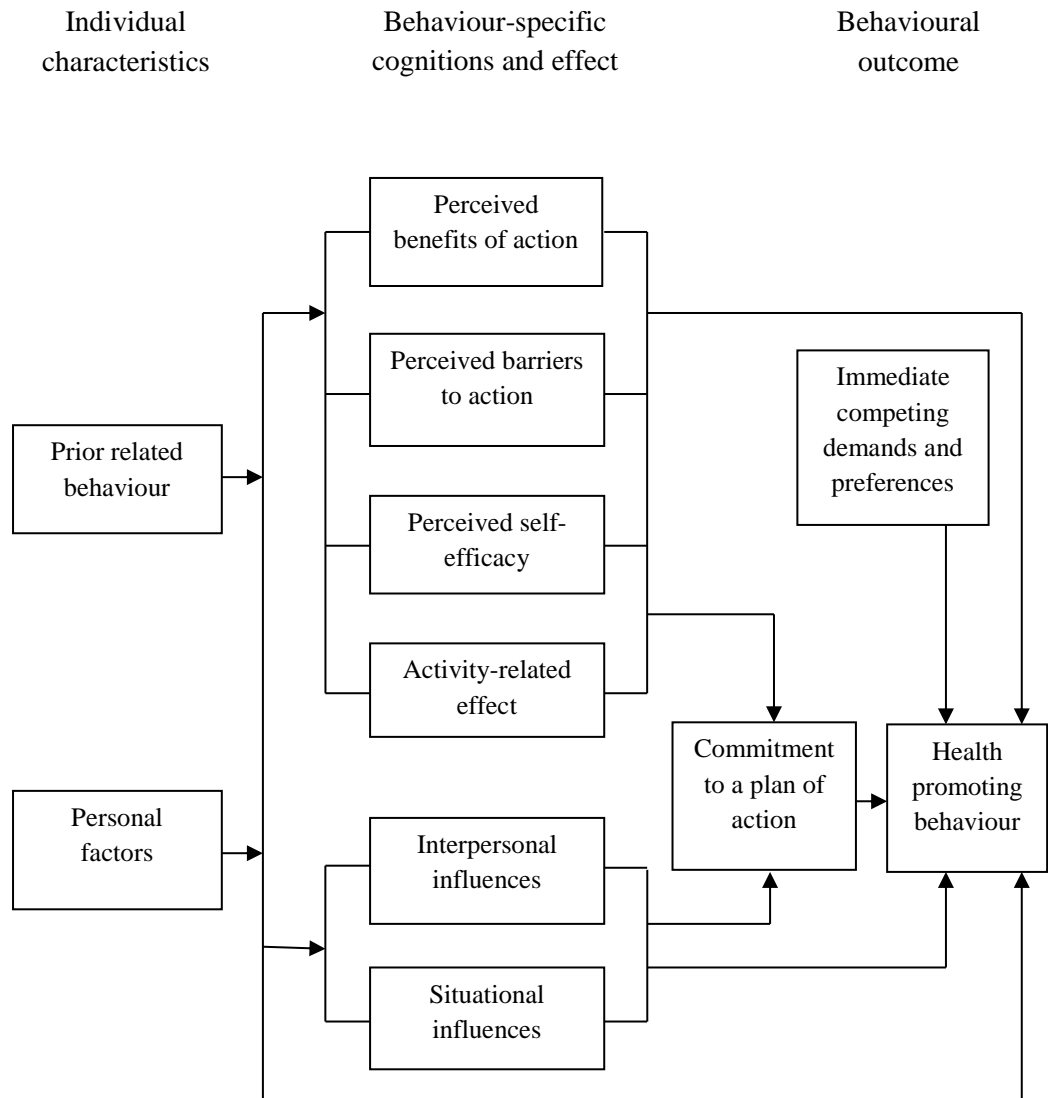 Individual
characteristics
Behaviour-specific
cognitions and effect
Behavioural
outcome
Perceived
benefits of action
Perceived barriers
to action
Immediate
competing
demands and
preferences
Prior related
behaviour
Perceived self-
efficacy
Activity-related
effect
Commitment
to a plan of
action
Health
promoting
behaviour
Personal
factors
Interpersonal
influences
Situational
influences